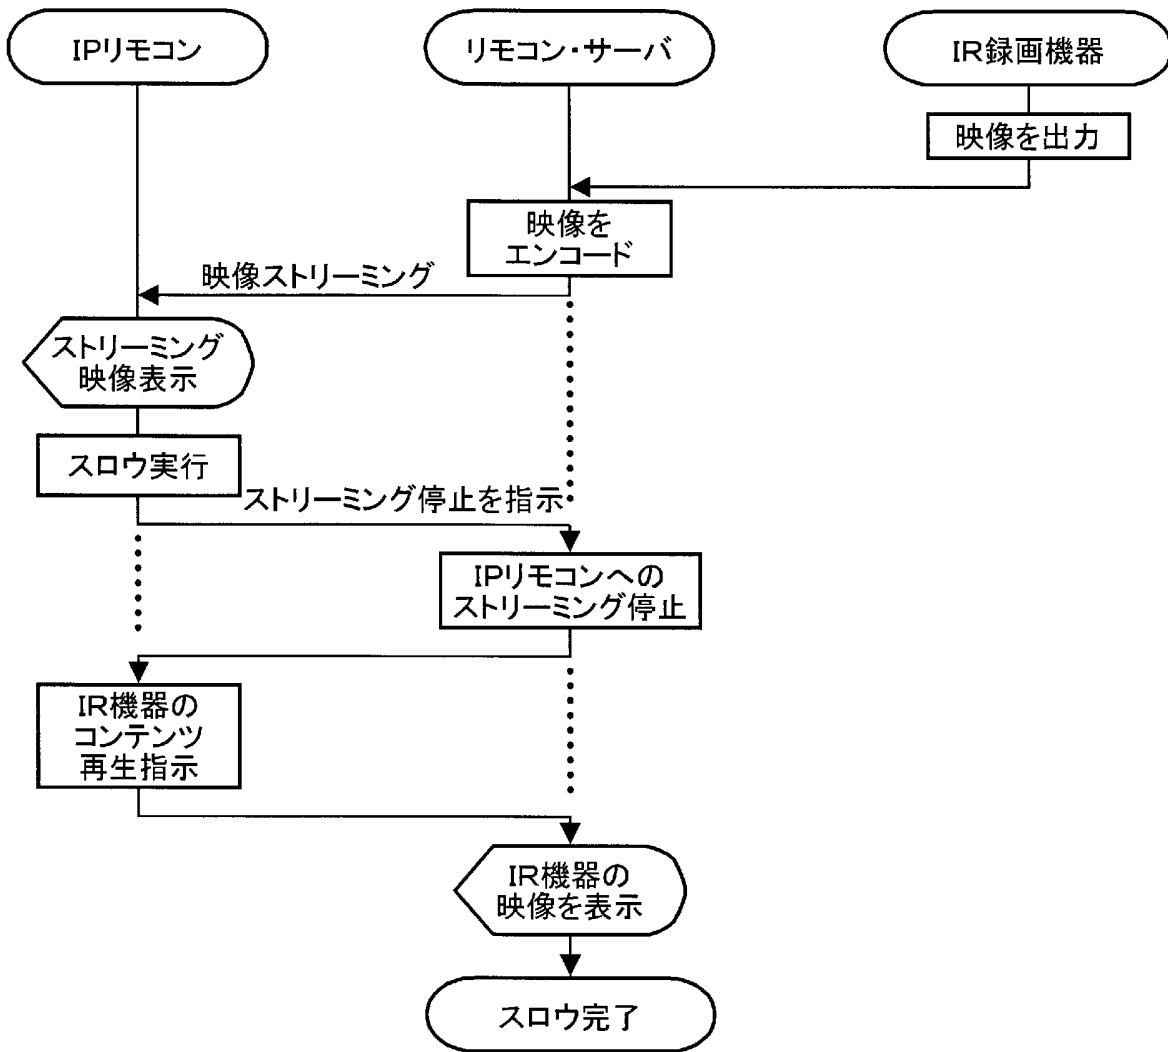 IPリモコン
リモコン・サーバ
IR録画機器
映像を出力
映像を
エンコード
映像ストリーミング
ストリーミング
映像表示
スロウ実行
ストリーミング停止を指示
IPリモコンへの
ストリーミング停止
IR機器の
コンテンツ
再生指示
IR機器の
映像を表示
スロウ完了